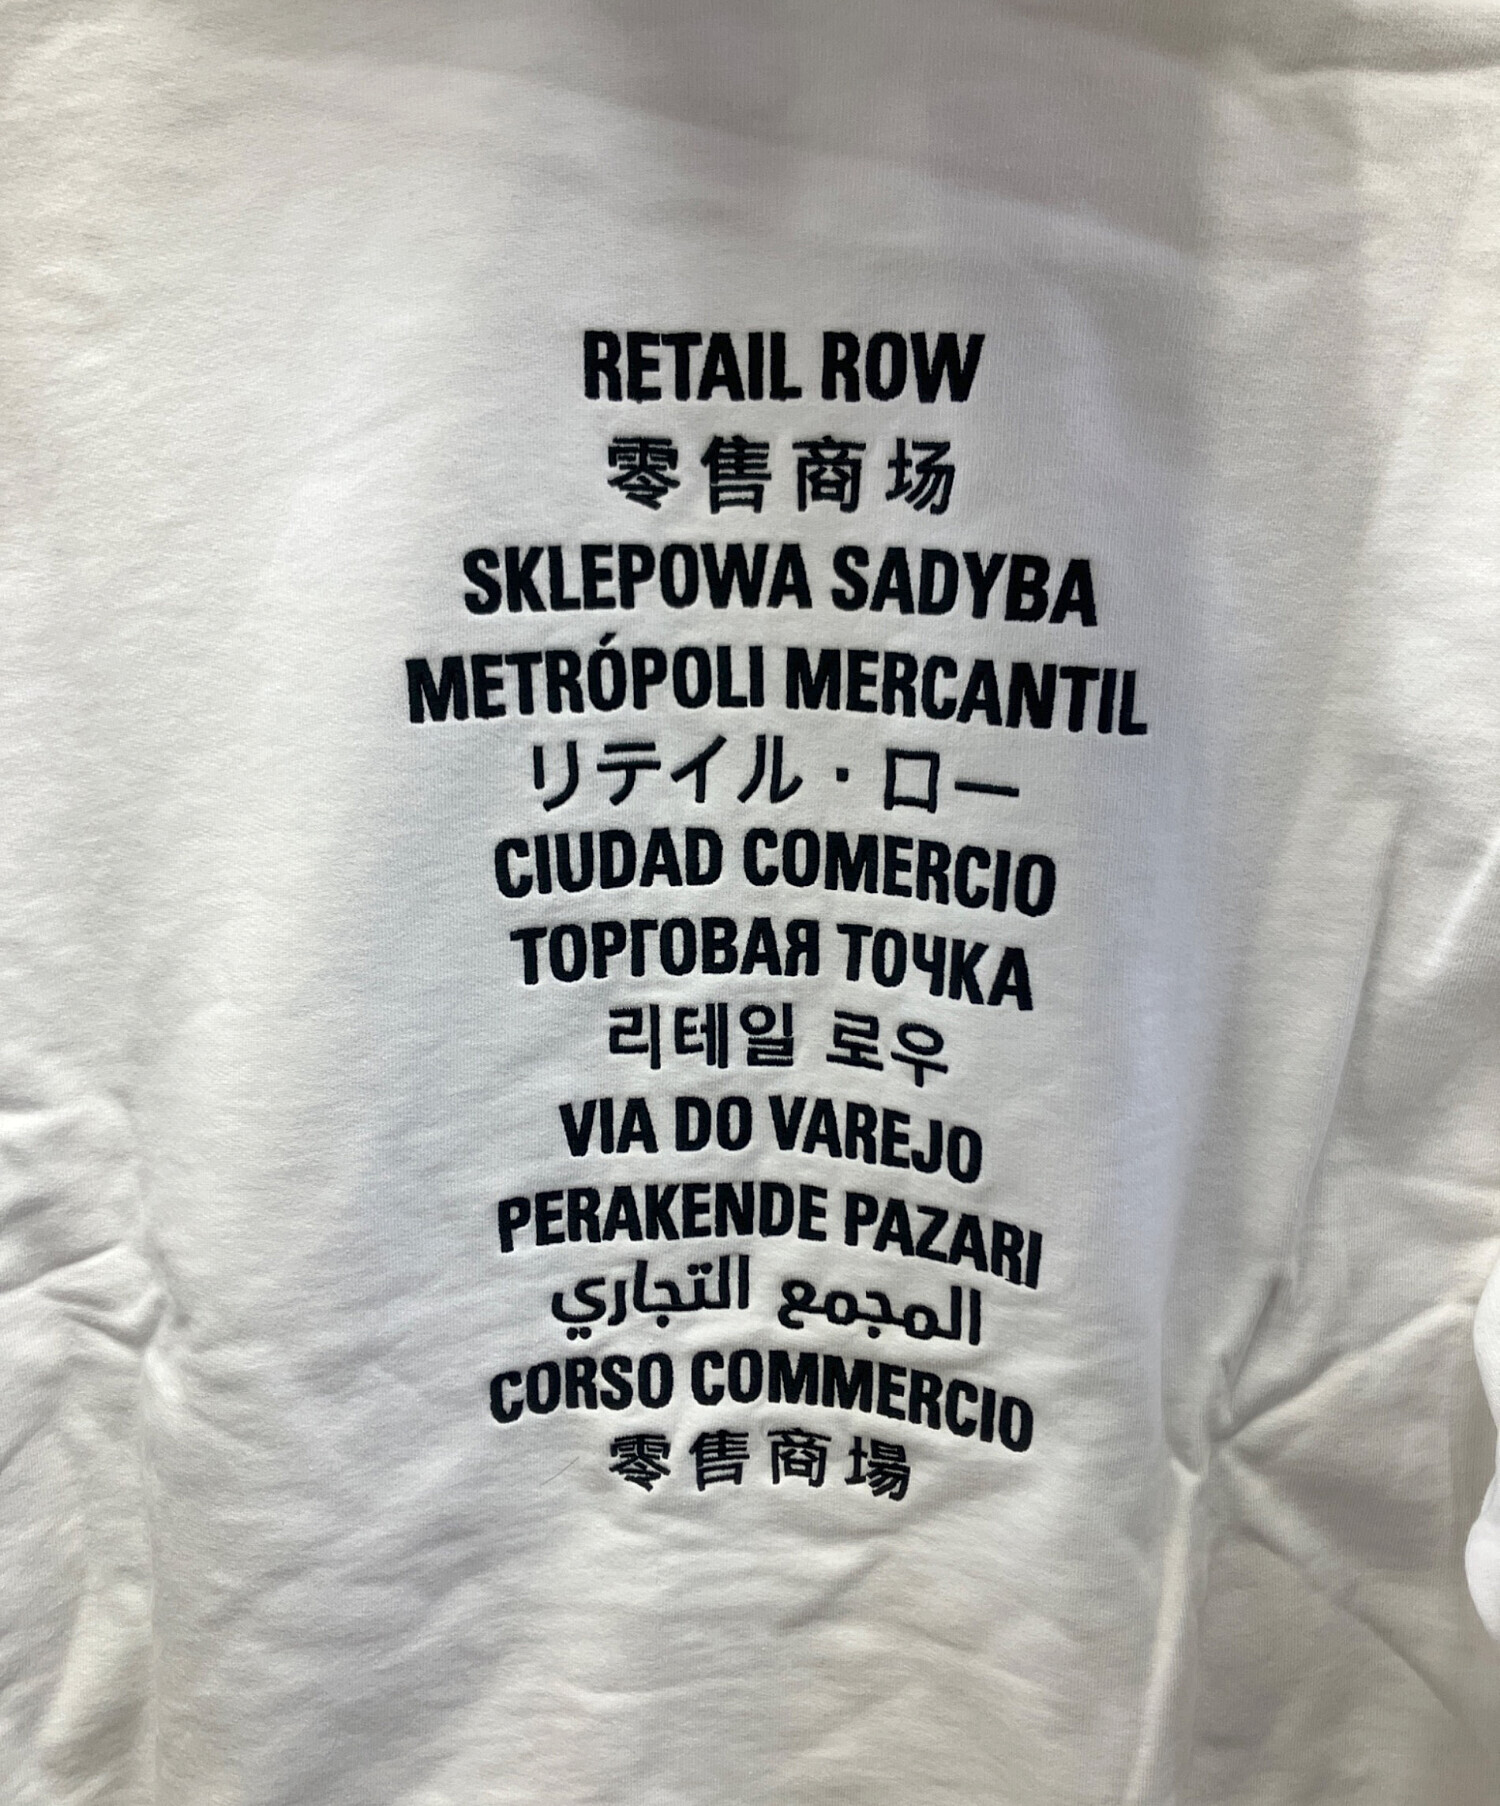 RETAIL ROW
零售商场
SKLEPOWA SADYBA
METRÓPOLI MERCANTIL
リテイル・ロー
CIUDAD COMERCIO
ТОРГОВАЯ ТОЧКА
리테일 로우
VIA DO VAREJO
PERAKENDE PAZARI
المجمع التجاري
CORSO COMMERCIO
零售商場